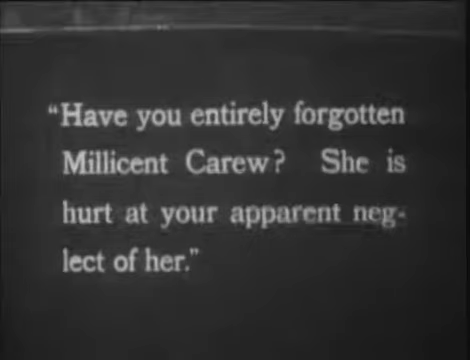 “Have you entirely forgotten
Millicent Carew? She is
hurt at your apparent neg-
lect of her.”